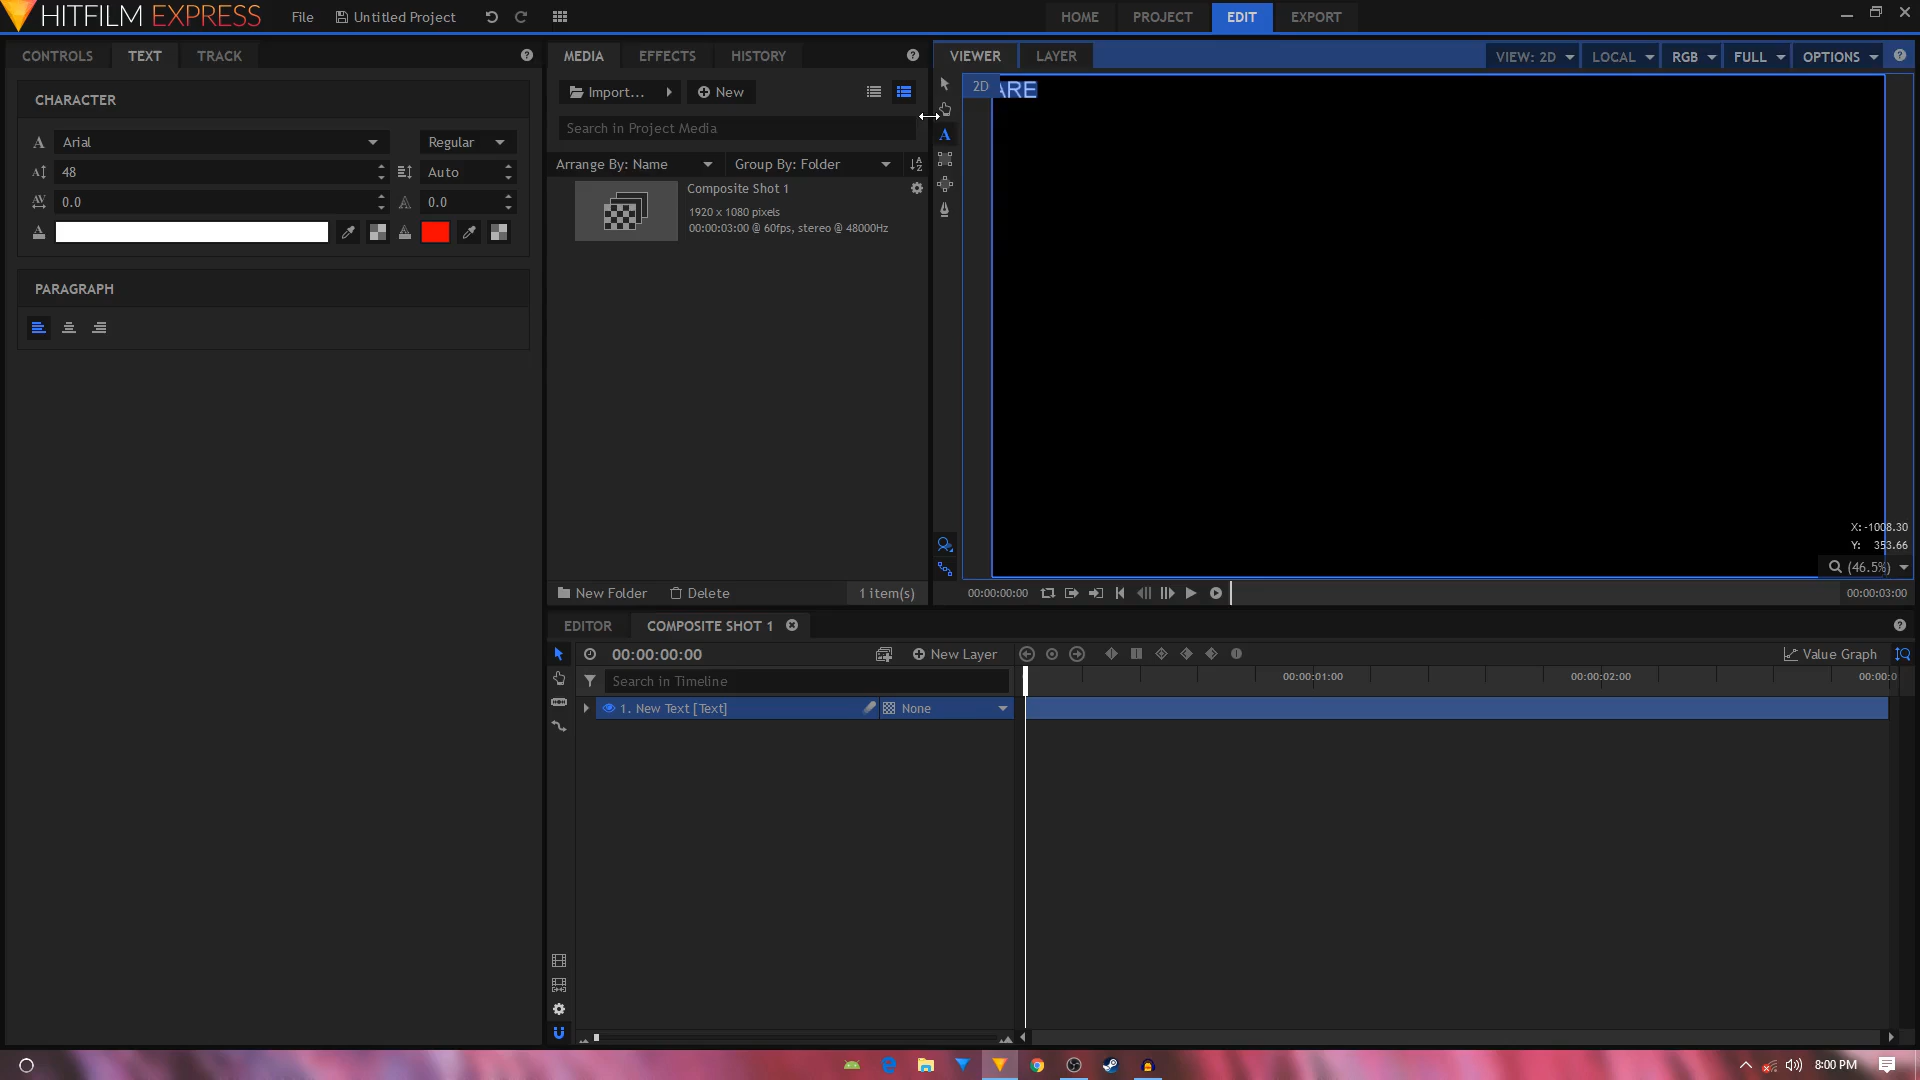 HITFILM EXPRESS File Untitled Project HOME PROJECT EDIT EXPORT
CONTROLS TEXT TRACK
CHARACTER
Arial Regular
48 Auto
0.0 0.0
PARAGRAPH
MEDIA EFFECTS HISTORY
Import... New
Search in Project Media
Arrange By: Name Group By: Folder
Composite Shot 1
1920 x 1080 pixels
00:00:03:00 @ 60fps, stereo @ 48000Hz
New Folder Delete 1 item(s)
VIEWER LAYER VIEW: 2D LOCAL RGB FULL OPTIONS
2D ARE
X: -1008.30
Y: 353.66
(46.5%)
00:00:00:00 00:00:03:00
EDITOR COMPOSITE SHOT 1
00:00:00:00 New Layer Value Graph
Search in Timeline 00:00:01:00 00:00:02:00 00:00:0
1. New Text [Text] None
8:00 PM